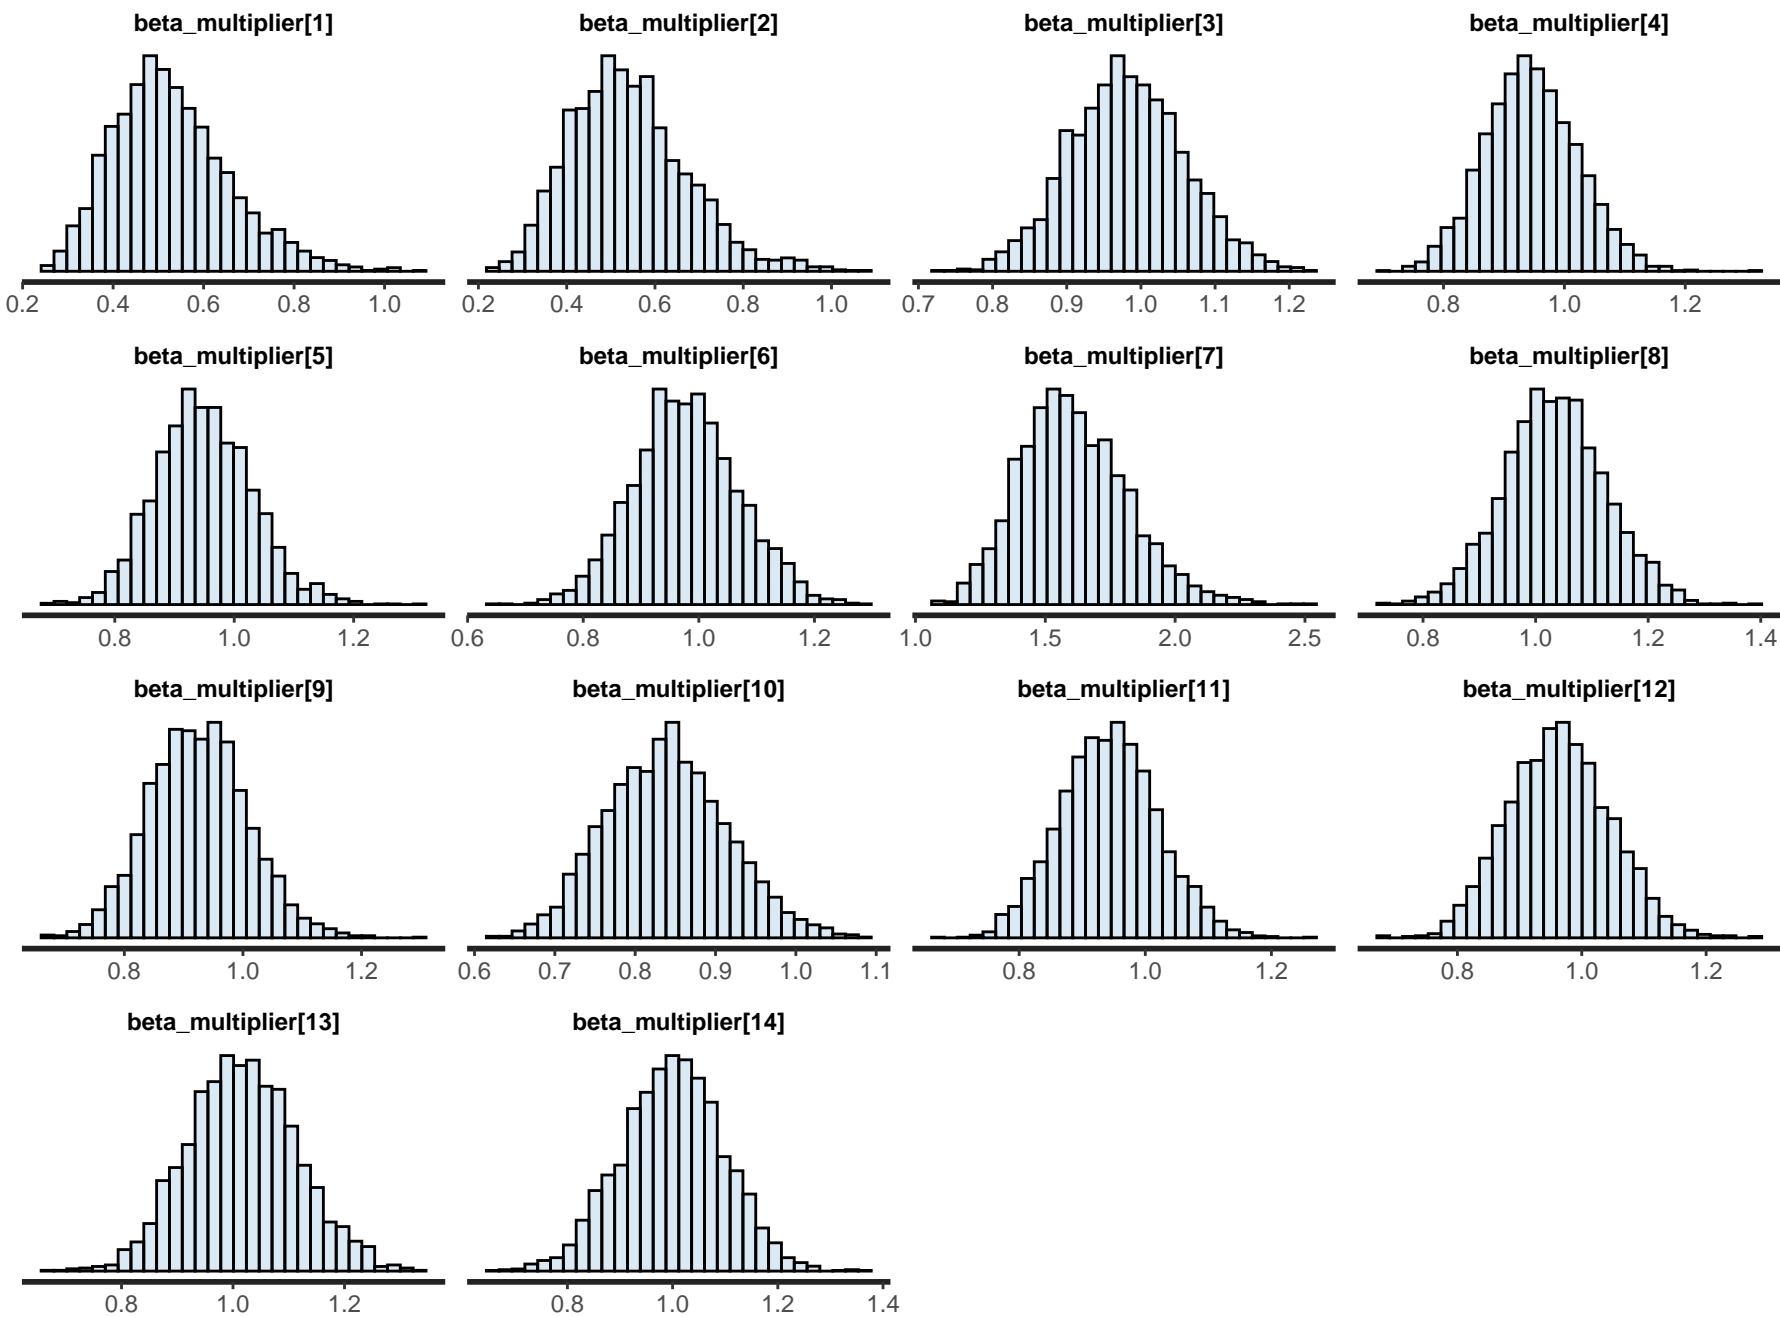 beta_multiplier[1] beta_multiplier[2] beta_multiplier[3] beta_multiplier[4]
0.2 0.4 0.6 0.8 1.0 0.2 0.4 0.6 0.8 1.0 0.7 0.8 0.9 1.0 1.1 1.2 0.8 1.0 1.2
beta_multiplier[5] beta_multiplier[6] beta_multiplier[7] beta_multiplier[8]
0.8 1.0 1.2 0.6 0.8 1.0 1.2 1.0 1.5 2.0 2.5 0.8 1.0 1.2 1.4
beta_multiplier[9] beta_multiplier[10] beta_multiplier[11] beta_multiplier[12]
0.8 1.0 1.2 0.6 0.7 0.8 0.9 1.0 1.1 0.8 1.0 1.2 0.8 1.0 1.2
beta_multiplier[13] beta_multiplier[14]
0.8 1.0 1.2 0.8 1.0 1.2 1.4